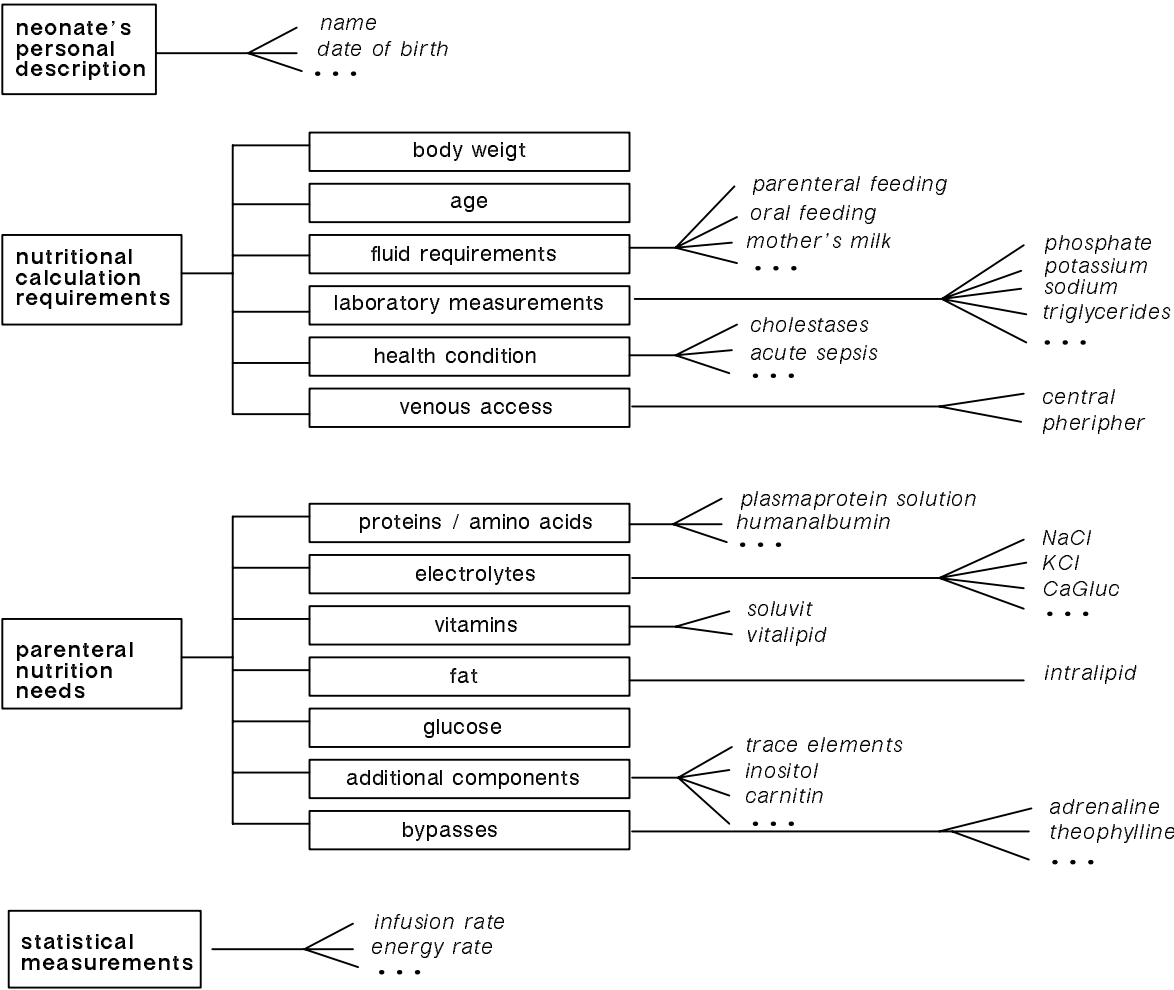 neonate's
personal
description
name
date of birth
• • •
nutritional
calculation
requirements
body weigt
age
fluid requirements
parenteral feeding
oral feeding
mother's milk
• • •
laboratory measurements
phosphate
potassium
sodium
triglycerides
• • •
health condition
cholestases
acute sepsis
• • •
venous access
central
pheripher
parenteral
nutrition
needs
proteins / amino acids
plasmaprotein solution
humanalbumin
• • •
electrolytes
NaCl
KCl
CaGluc
• • •
vitamins
soluvit
vitalipid
fat
intralipid
glucose
additional components
trace elements
inositol
carnitin
• • •
bypasses
adrenaline
theophylline
• • •
statistical
measurements
infusion rate
energy rate
• • •